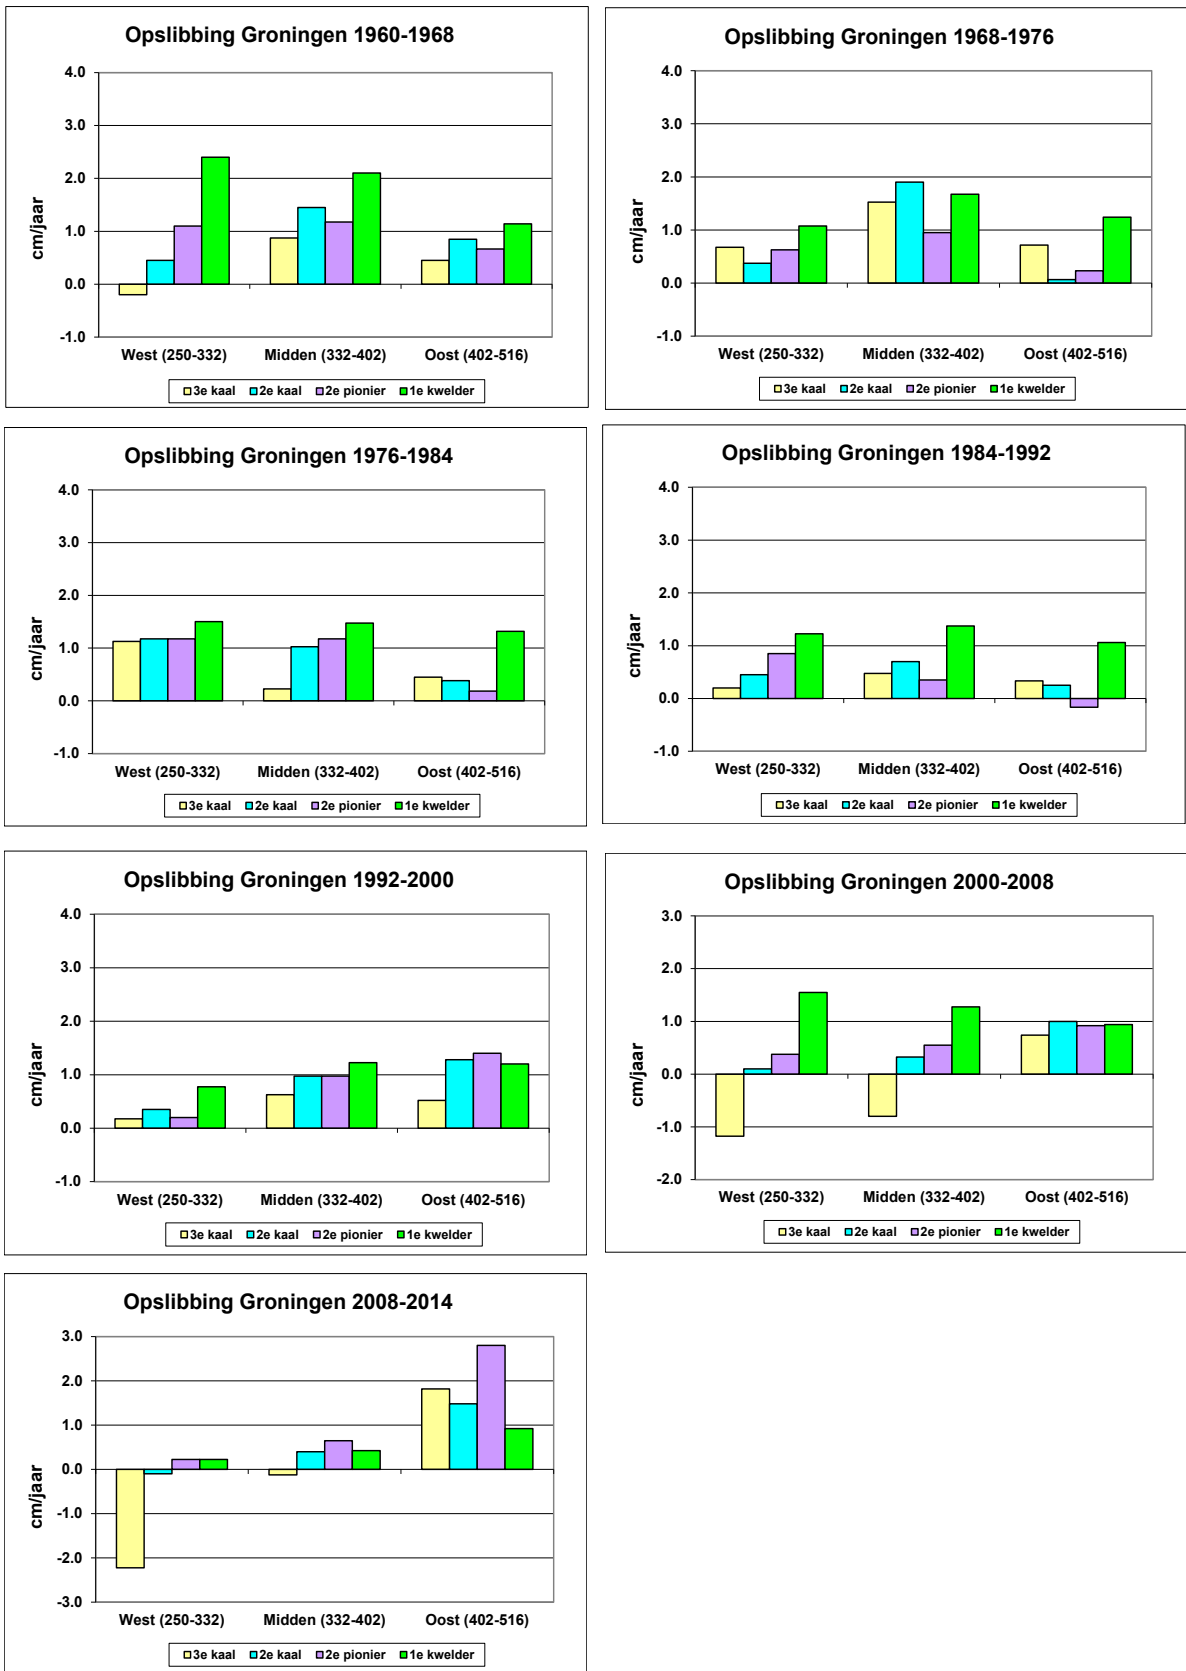 Opslibbing Groningen 1960-1968
4.0
3.0
2.0
1.0
0.0
-1.0
cm/jaar
West (250-332) Midden (332-402) Oost (402-516)
3e kaal 2e kaal 2e pionier 1e kwelder
Opslibbing Groningen 1968-1976
4.0
3.0
2.0
1.0
0.0
-1.0
cm/jaar
West (250-332) Midden (332-402) Oost (402-516)
3e kaal 2e kaal 2e pionier 1e kwelder
Opslibbing Groningen 1976-1984
4.0
3.0
2.0
1.0
0.0
-1.0
cm/jaar
West (250-332) Midden (332-402) Oost (402-516)
3e kaal 2e kaal 2e pionier 1e kwelder
Opslibbing Groningen 1984-1992
4.0
3.0
2.0
1.0
0.0
-1.0
cm/jaar
West (250-332) Midden (332-402) Oost (402-516)
3e kaal 2e kaal 2e pionier 1e kwelder
Opslibbing Groningen 1992-2000
4.0
3.0
2.0
1.0
0.0
-1.0
cm/jaar
West (250-332) Midden (332-402) Oost (402-516)
3e kaal 2e kaal 2e pionier 1e kwelder
Opslibbing Groningen 2000-2008
3.0
2.0
1.0
0.0
-1.0
-2.0
cm/jaar
West (250-332) Midden (332-402) Oost (402-516)
3e kaal 2e kaal 2e pionier 1e kwelder
Opslibbing Groningen 2008-2014
3.0
2.0
1.0
0.0
-1.0
-2.0
-3.0
cm/jaar
West (250-332) Midden (332-402) Oost (402-516)
3e kaal 2e kaal 2e pionier 1e kwelder